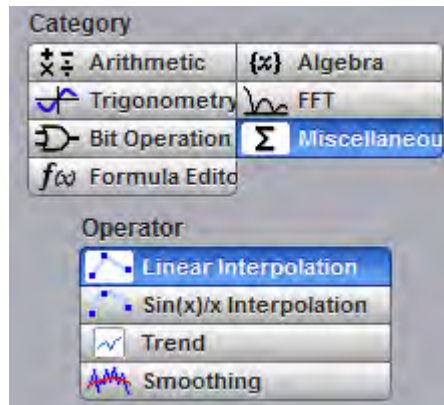 Category
Arithmetic {x} Algebra
Trigonometry FFT
Bit Operation Σ Miscellaneou
f(x) Formula Edito
Operator
Linear Interpolation
Sin(x)/x Interpolation
Trend
Smoothing